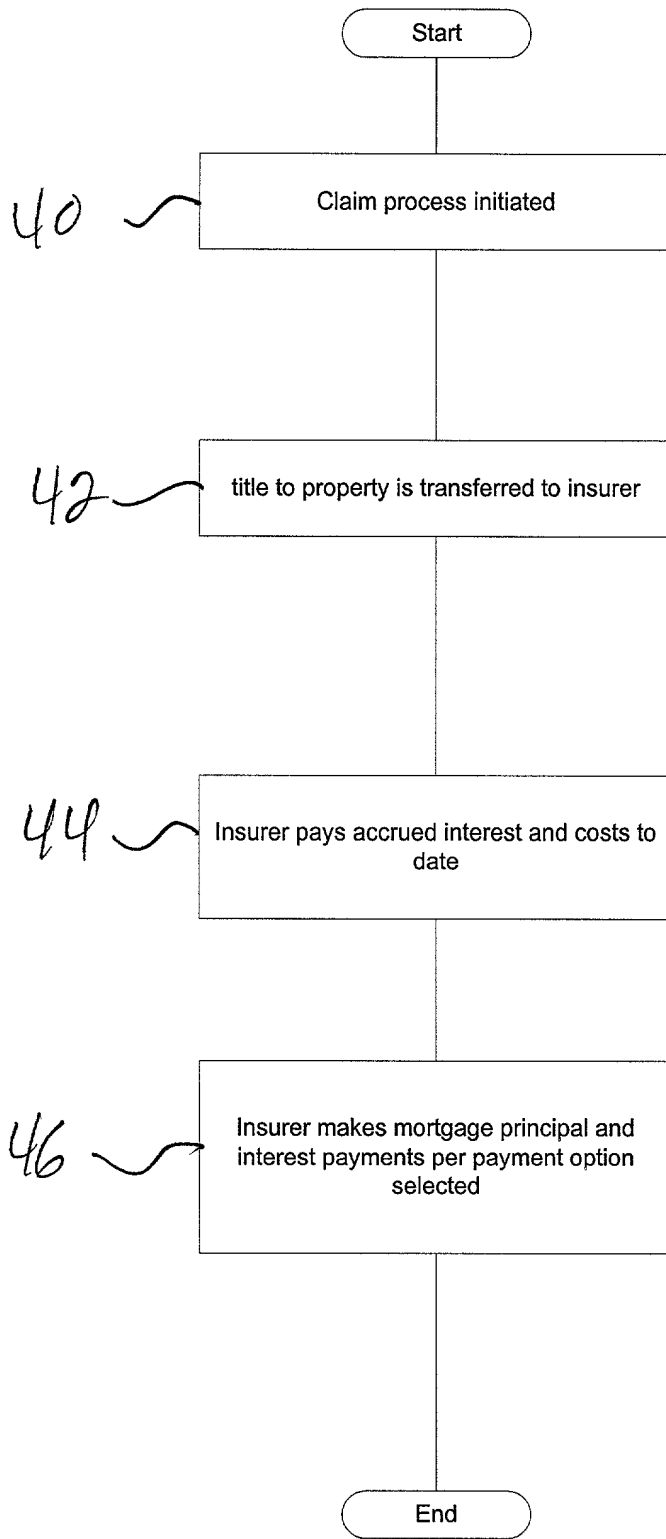 Start
40
Claim process initiated
42
title to property is transferred to insurer
44
Insurer pays accrued interest and costs to
date
46
Insurer makes mortgage principal and
interest payments per payment option
selected
End